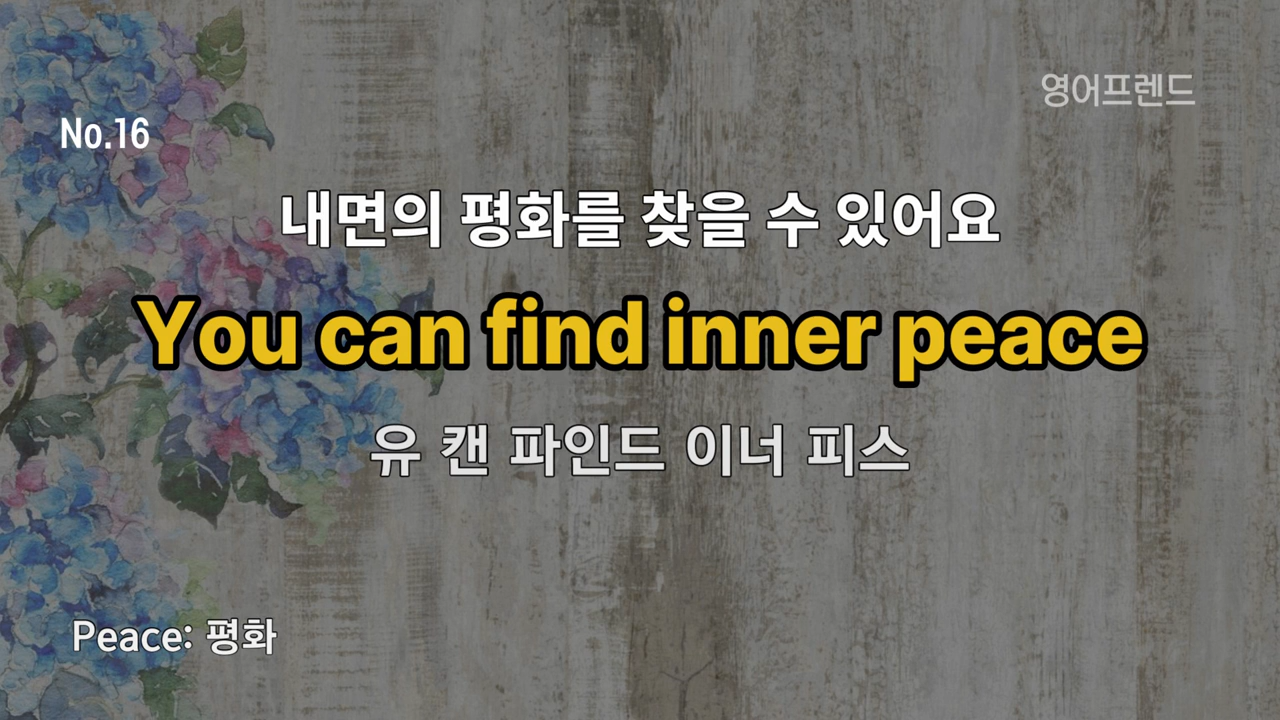 영어프렌드
No.16
내면의 평화를 찾을 수 있어요
You can find inner peace
유 캔 파인드 이너 피스
Peace: 평화